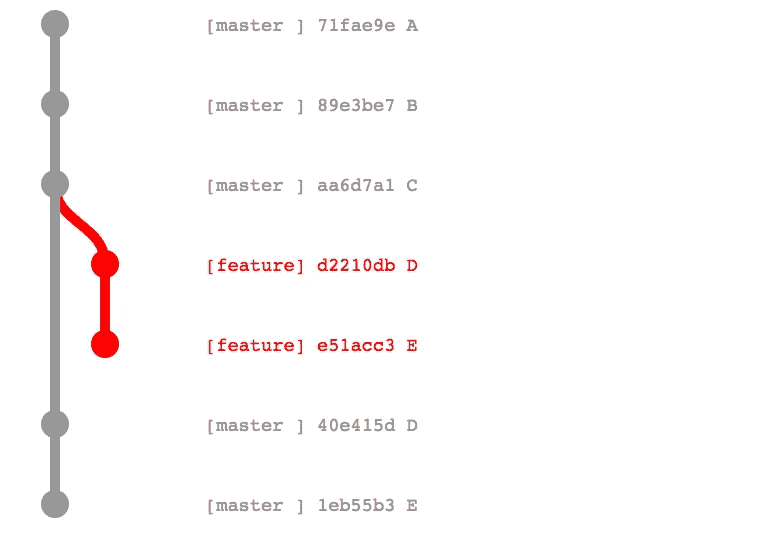 [master ] 71fae9e A
[master ] 89e3be7 B
[master ] aa6d7a1 C
[feature] d2210db D
[feature] e51acc3 E
[master ] 40e415d D
[master ] 1eb55b3 E